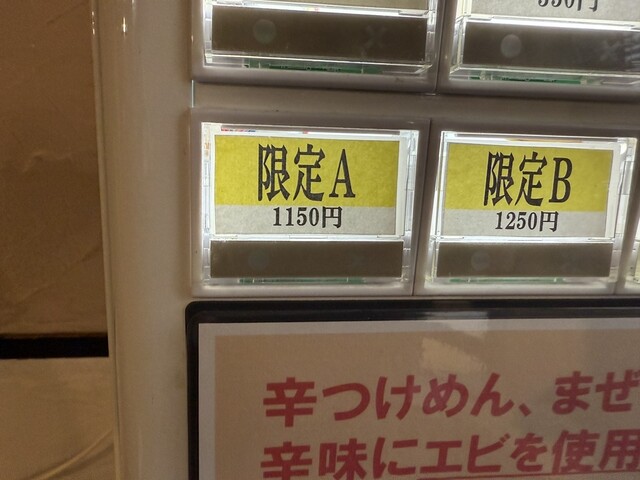 限定A
1150円
限定B
1250円
辛つけめん、まぜ
辛味にエビを使用